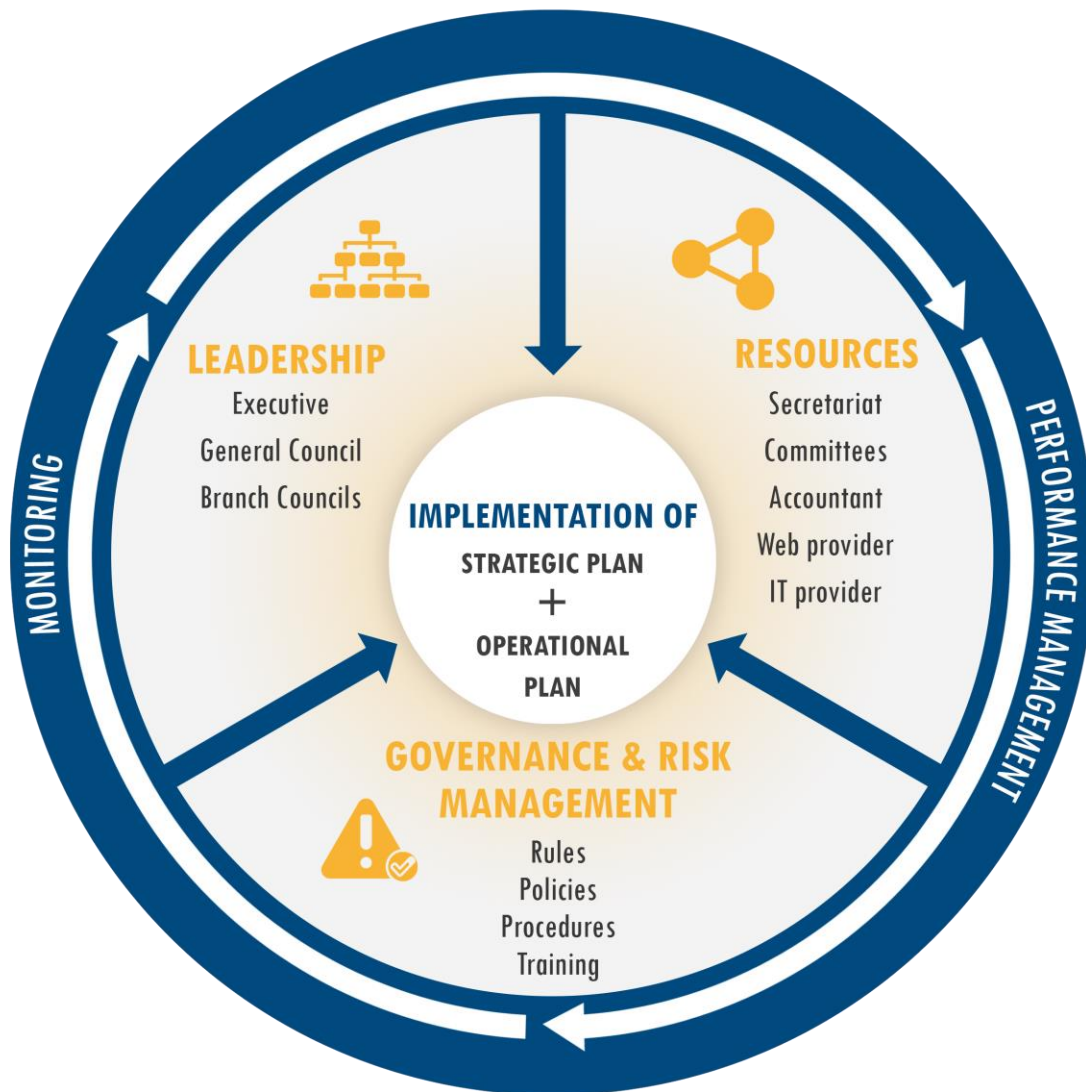 MONITORING
LEADERSHIP
Executive
General Council
Branch Councils
RESOURCES
Secretariat
Committees
Accountant
Web provider
IT provider
PERFORMANCE MANAGEMENT
IMPLEMENTATION OF
STRATEGIC PLAN
+
OPERATIONAL
PLAN
GOVERNANCE & RISK
MANAGEMENT
Rules
Policies
Procedures
Training